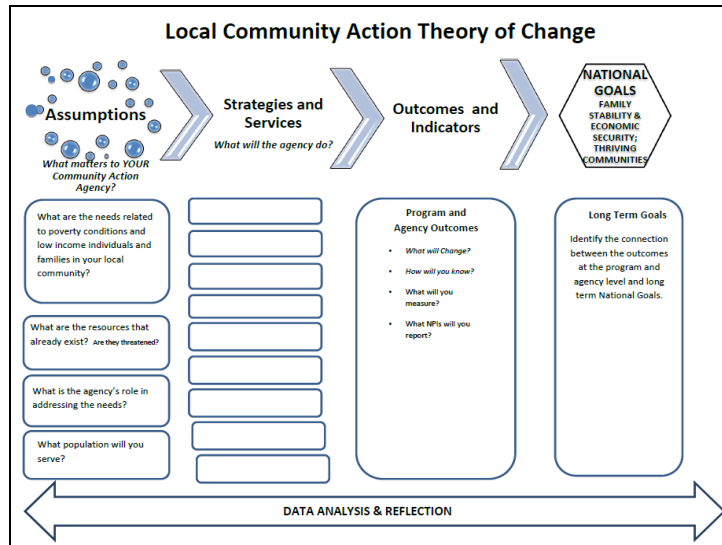 Local Community Action Theory of Change
Assumptions
What matters to YOUR
Community Action
Agency?
Strategies and
Services
What will the agency do?
Outcomes and
Indicators
NATIONAL
GOALS
FAMILY
STABILITY &
ECONOMIC
SECURITY;
THRIVING
COMMUNITIES
What are the needs related
to poverty conditions and
low income individuals and
families in your local
community?
What are the resources that
already exist? Are they threatened?
What is the agency's role in
addressing the needs?
What population will you
serve?
Program and
Agency Outcomes
• What will Change?
• How will you know?
• What will you
measure?
• What NPIs will you
report?
Long Term Goals
Identify the connection
between the outcomes
at the program and
agency level and long
term National Goals.
DATA ANALYSIS & REFLECTION